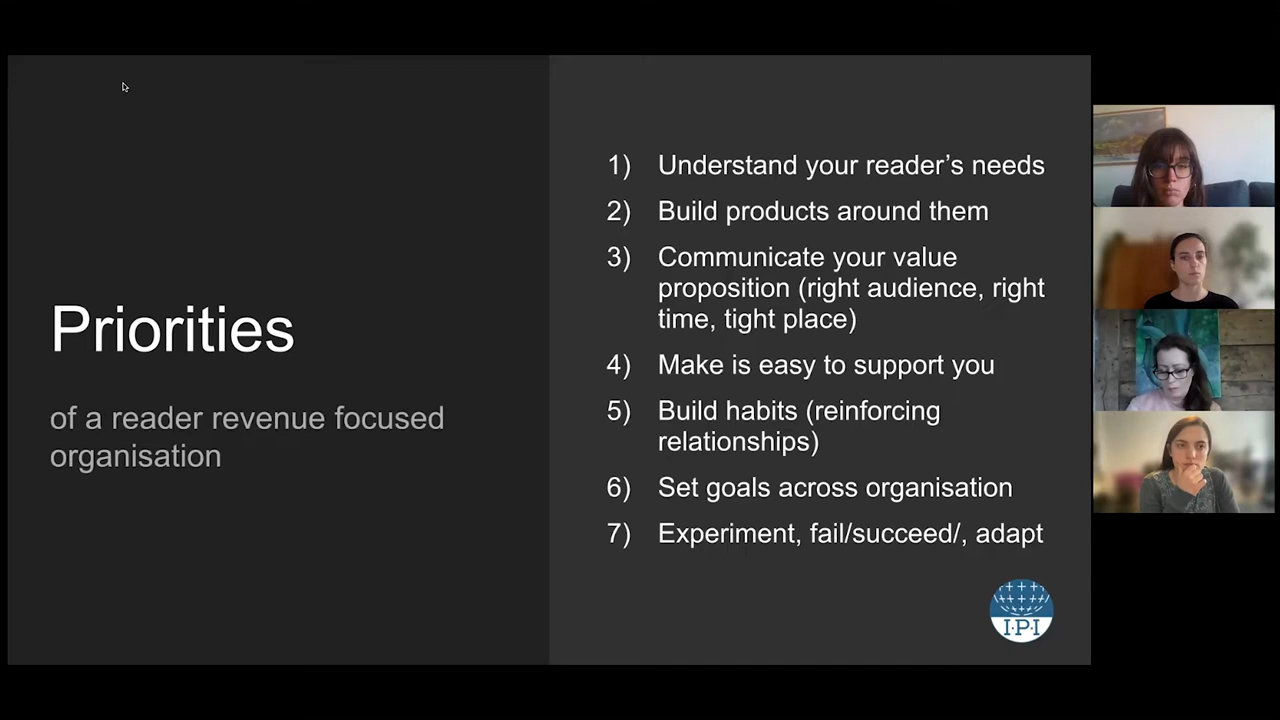 Priorities
of a reader revenue focused
organisation
1) Understand your reader's needs
2) Build products around them
3) Communicate your value
proposition (right audience, right
time, tight place)
4) Make is easy to support you
5) Build habits (reinforcing
relationships)
6) Set goals across organisation
7) Experiment, fail/succeed/, adapt
I·P·I